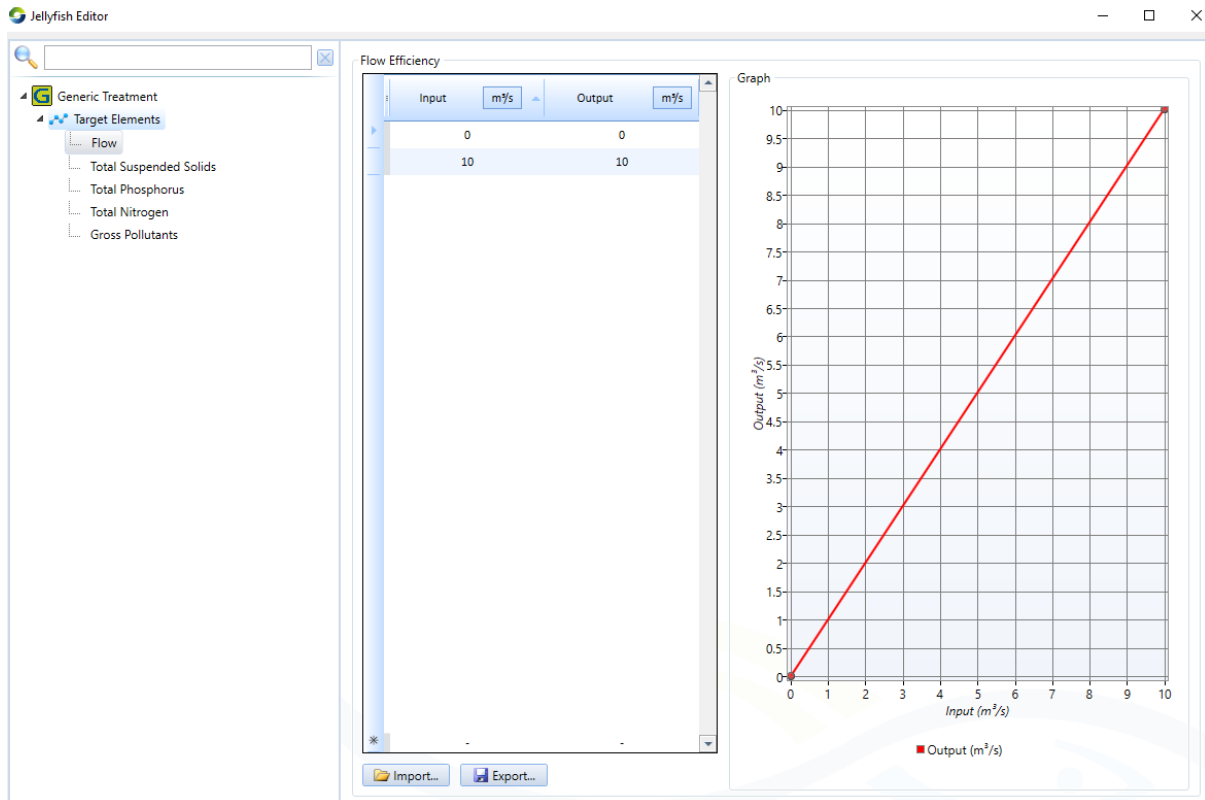 Jellyfish Editor
Generic Treatment
Target Elements
Flow
Total Suspended Solids
Total Phosphorus
Total Nitrogen
Gross Pollutants
Flow Efficiency
Input m³/s Output m³/s
0 0
10 10
* - -
Import... Export...
Graph
10
9.5
9
8.5
8
7.5
7
6.5
6
5.5
5
4.5
4
3.5
3
2.5
2
1.5
1
0.5
0
Output (m³/s)
0 1 2 3 4 5 6 7 8 9 10
Input (m³/s)
Output (m³/s)